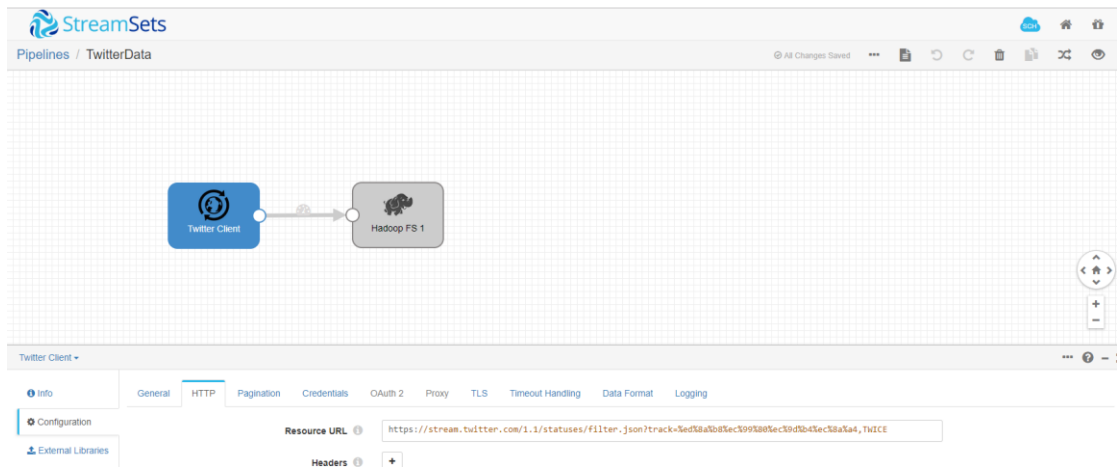 StreamSets
SCH
Pipelines / TwitterData
All Changes Saved
Twitter Client
Hadoop FS 1
Twitter Client
Info
General
HTTP
Pagination
Credentials
OAuth 2
Proxy
TLS
Timeout Handling
Data Format
Logging
Configuration
Resource URL
https://stream.twitter.com/1.1/statuses/filter.json?track=%ed%8a%b8%ec%99%80%ec%9d%b4%ec%8a%a4,TWICE
External Libraries
Headers
+